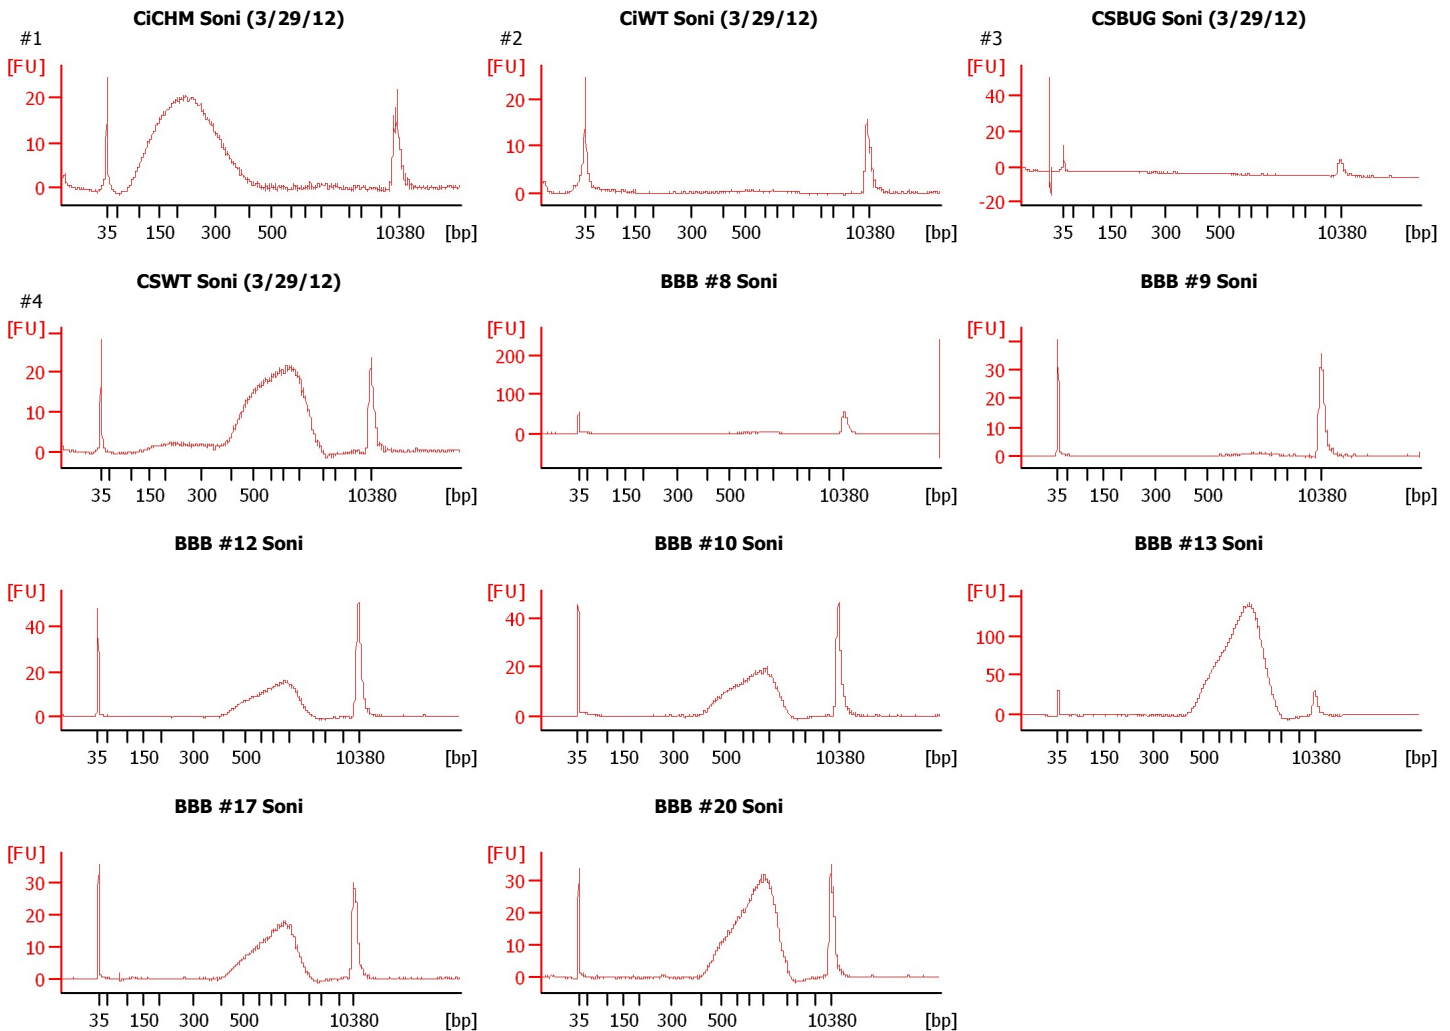 CiCHM Soni (3/29/12)
#1
[FU]
20
10
0
35 150 300 500 10380 [bp]
CiWT Soni (3/29/12)
#2
[FU]
20
10
0
35 150 300 500 10380 [bp]
CSBUG Soni (3/29/12)
#3
[FU]
40
20
0
-20
35 150 300 500 10380 [bp]
CSWT Soni (3/29/12)
#4
[FU]
20
10
0
35 150 300 500 10380 [bp]
BBB #8 Soni
[FU]
200
100
0
35 150 300 500 10380 [bp]
BBB #9 Soni
[FU]
30
20
10
0
35 150 300 500 10380 [bp]
BBB #12 Soni
[FU]
40
20
0
35 150 300 500 10380 [bp]
BBB #10 Soni
[FU]
40
20
0
35 150 300 500 10380 [bp]
BBB #13 Soni
[FU]
100
50
0
35 150 300 500 10380 [bp]
BBB #17 Soni
[FU]
30
20
10
0
35 150 300 500 10380 [bp]
BBB #20 Soni
[FU]
30
20
10
0
35 150 300 500 10380 [bp]